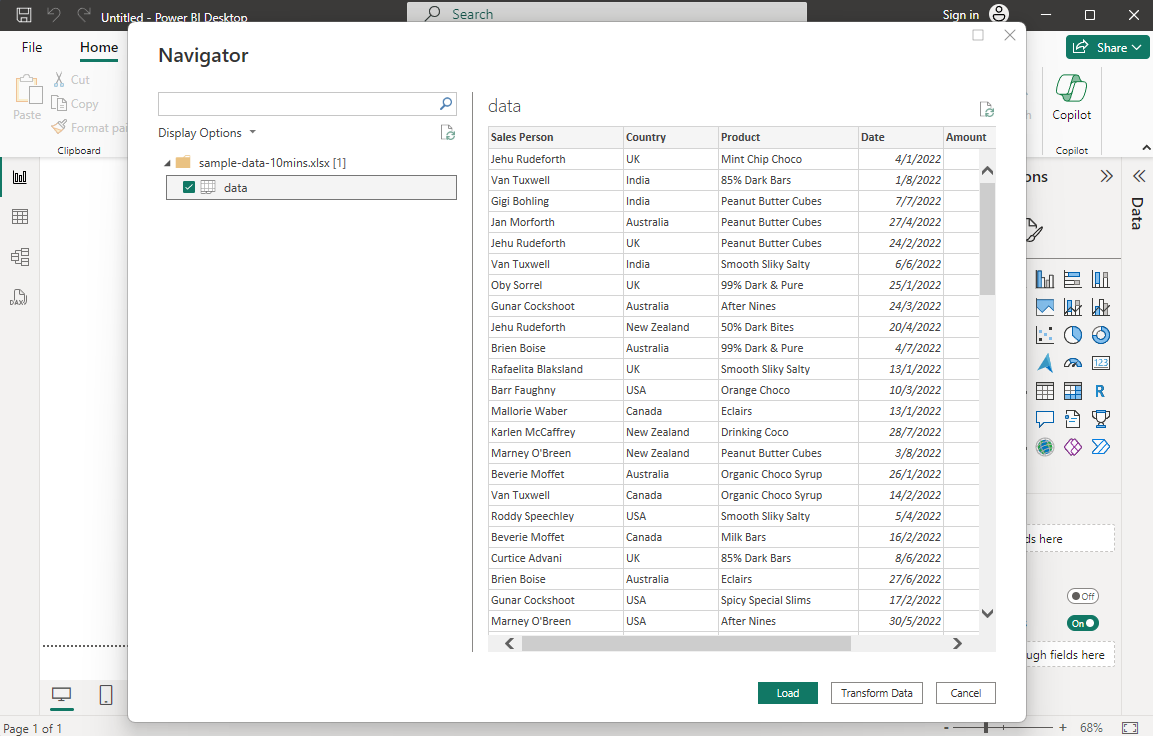 Untitled - Power BI Desktop
Search
Sign in
File
Home
Share
Paste
Cut
Copy
Format pai
Clipboard
Copilot
Copilot
Navigator
Display Options
sample-data-10mins.xlsx [1]
data
data
Sales Person Country Product Date Amount
Jehu Rudeforth UK Mint Chip Choco 4/1/2022
Van Tuxwell India 85% Dark Bars 1/8/2022
Gigi Bohling India Peanut Butter Cubes 7/7/2022
Jan Morforth Australia Peanut Butter Cubes 27/4/2022
Jehu Rudeforth UK Peanut Butter Cubes 24/2/2022
Van Tuxwell India Smooth Sliky Salty 6/6/2022
Oby Sorrel UK 99% Dark & Pure 25/1/2022
Gunar Cockshoot Australia After Nines 24/3/2022
Jehu Rudeforth New Zealand 50% Dark Bites 20/4/2022
Brien Boise Australia 99% Dark & Pure 4/7/2022
Rafaelita Blaksland UK Smooth Sliky Salty 13/1/2022
Barr Faughny USA Orange Choco 10/3/2022
Mallorie Waber Canada Eclairs 13/1/2022
Karlen McCaffrey New Zealand Drinking Coco 28/7/2022
Marney O'Breen New Zealand Peanut Butter Cubes 3/8/2022
Beverie Moffet Australia Organic Choco Syrup 26/1/2022
Van Tuxwell Canada Organic Choco Syrup 14/2/2022
Roddy Speechley USA Smooth Sliky Salty 5/4/2022
Beverie Moffet Canada Milk Bars 16/2/2022
Curtice Advani UK 85% Dark Bars 8/6/2022
Brien Boise Australia Eclairs 27/6/2022
Gunar Cockshoot USA Spicy Special Slims 17/2/2022
Marney O'Breen USA After Nines 30/5/2022
Load
Transform Data
Cancel
ons
Data
DAX
123
R
ds here
Off
On
ugh fields here
Page 1 of 1
- + 68%